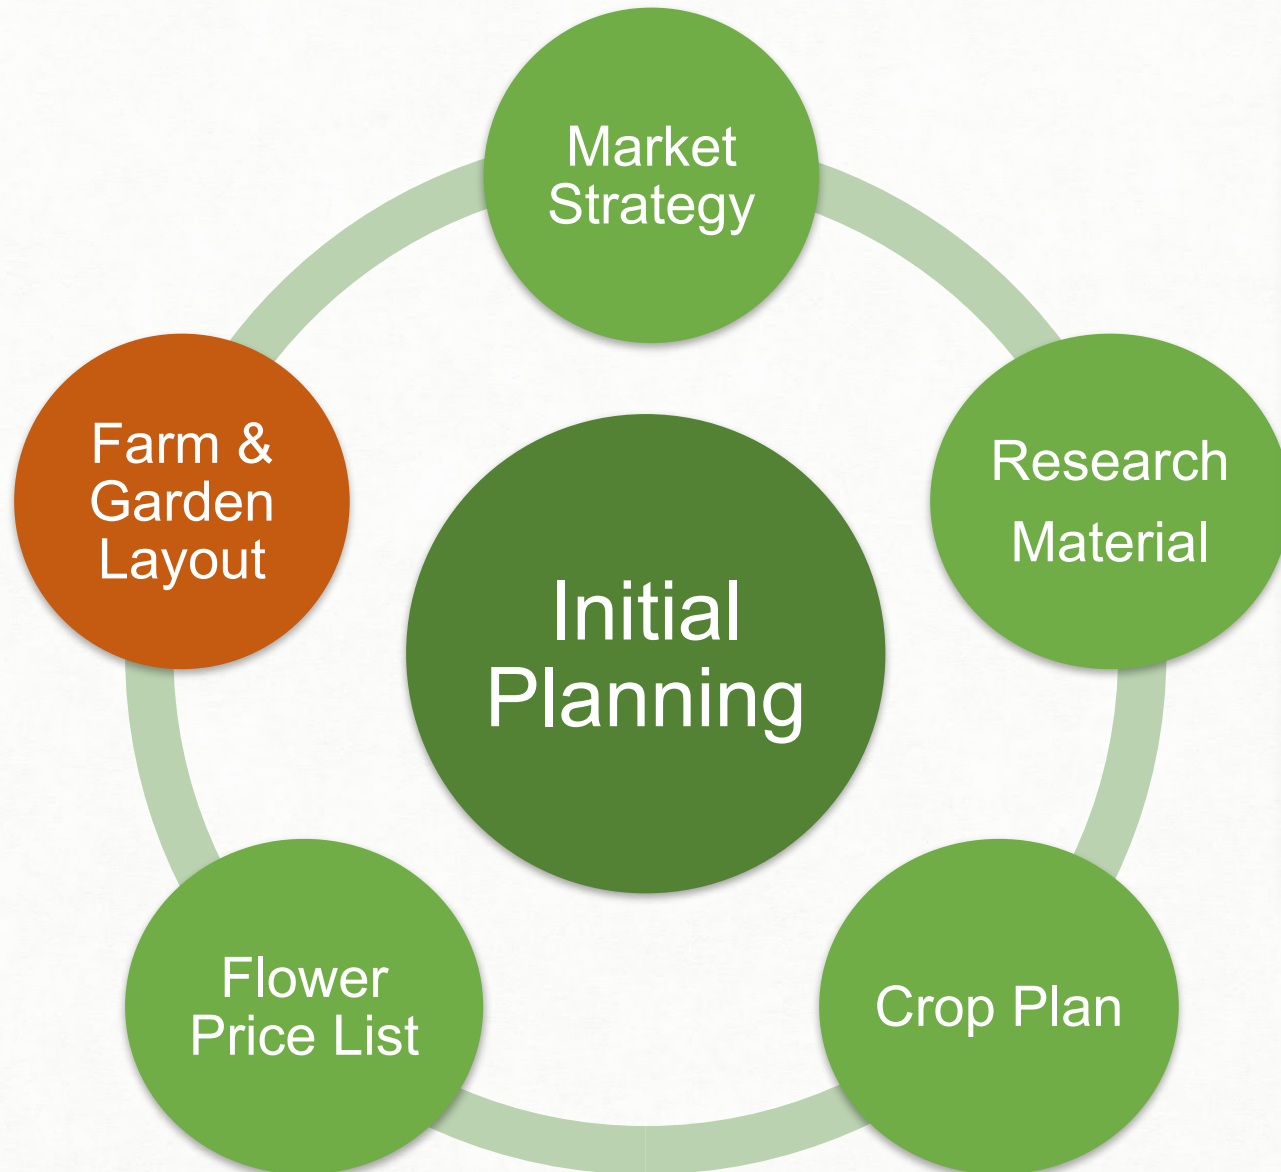 Market
Strategy
Research
Material
Crop Plan
Flower
Price List
Farm &
Garden
Layout
Initial
Planning